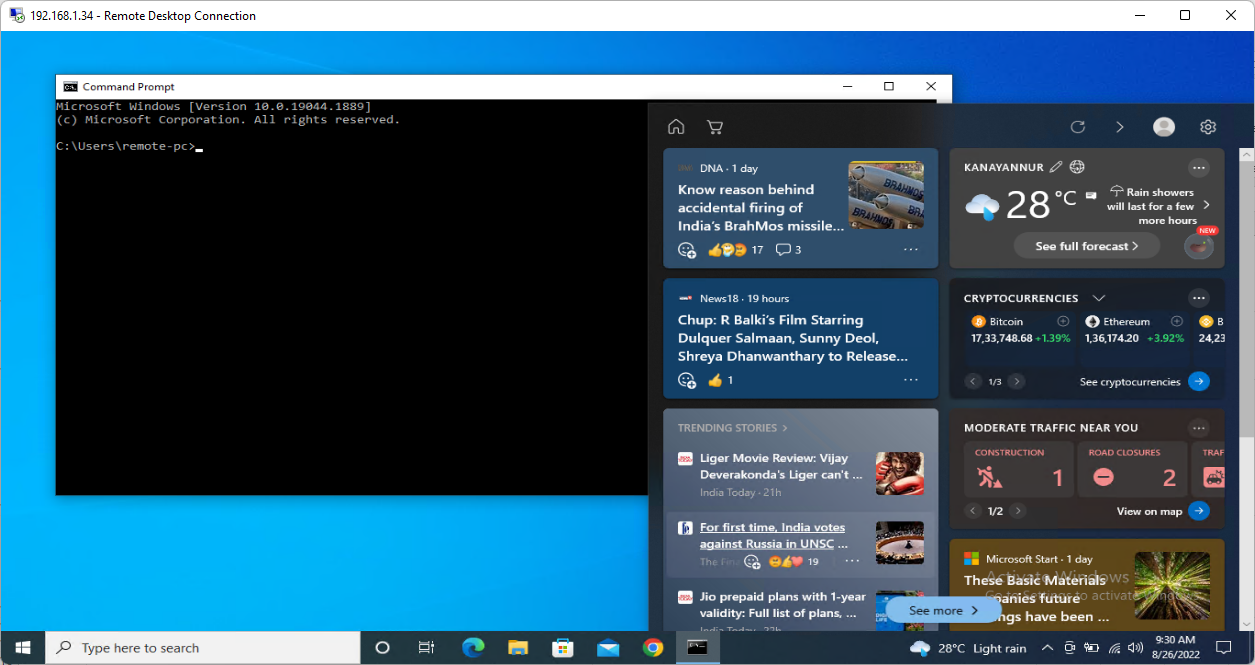 192.168.1.34 - Remote Desktop Connection
Command Prompt
Microsoft Windows [Version 10.0.19044.1889]
(c) Microsoft Corporation. All rights reserved.
C:\Users\remote-pc>
DNA · 1 day
Know reason behind
accidental firing of
India's BrahMos missile...
BRAHMOS
BRAHMOS
17
3
News18 · 19 hours
Chup: R Balki's Film Starring
Dulquer Salmaan, Sunny Deol,
Shreya Dhanwanthary to Release...
1
TRENDING STORIES
Liger Movie Review: Vijay
Deverakonda's Liger can't ...
India Today · 21h
For first time, India votes
against Russia in UNSC ...
The Fina
19
Jio prepaid plans with 1-year
validity: Full list of plans, ...
India Today · 22h
KANAYANNUR
28 °C
Rain showers
will last for a few
more hours
See full forecast
NEW
CRYPTOCURRENCIES
Bitcoin
17,33,748.68 +1.39%
Ethereum
1,36,174.20 +3.92%
B
24,23
1/3
See cryptocurrencies
MODERATE TRAFFIC NEAR YOU
CONSTRUCTION
1
ROAD CLOSURES
2
TRAF
1/2
View on map
Microsoft Start · 1 day
These Basic Materials
panies future
ngs have been ...
Activate Windows
Go to Settings to activate Windows.
See more
Type here to search
28°C Light rain
9:30 AM
8/26/2022